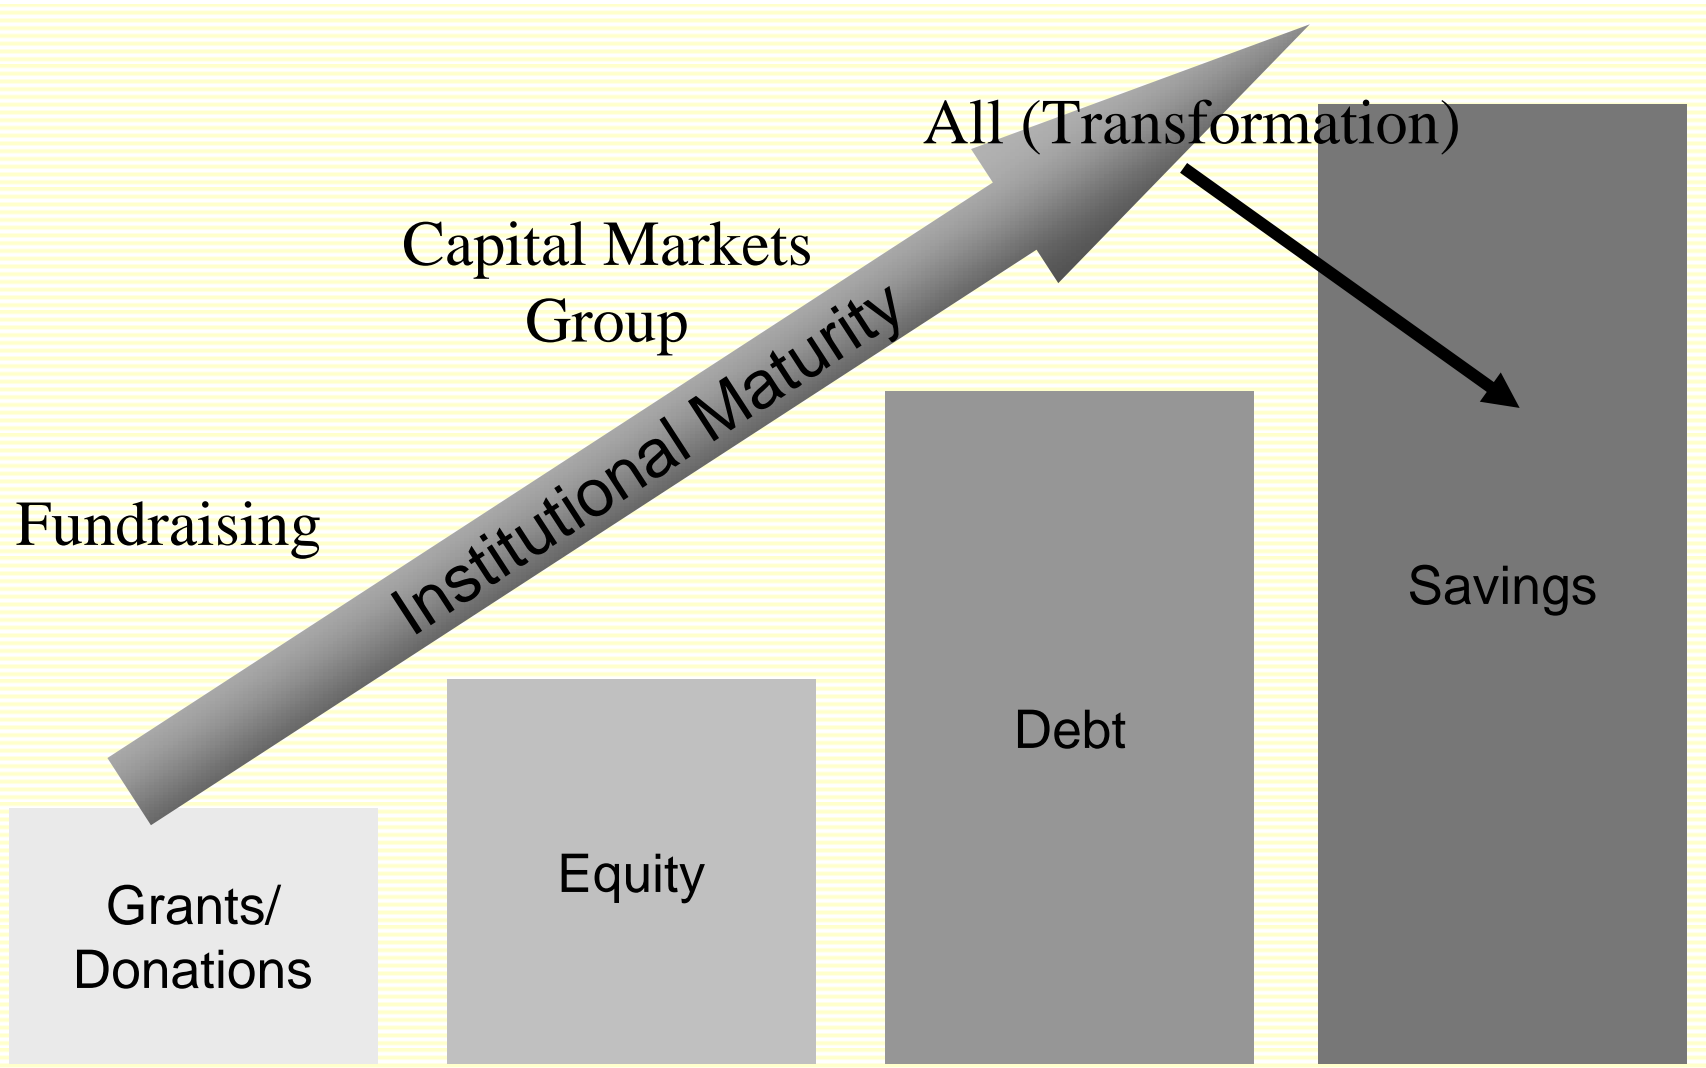 All (Transformation)
Capital Markets
Group
Institutional Maturity
Fundraising
Savings
Debt
Equity
Grants/
Donations